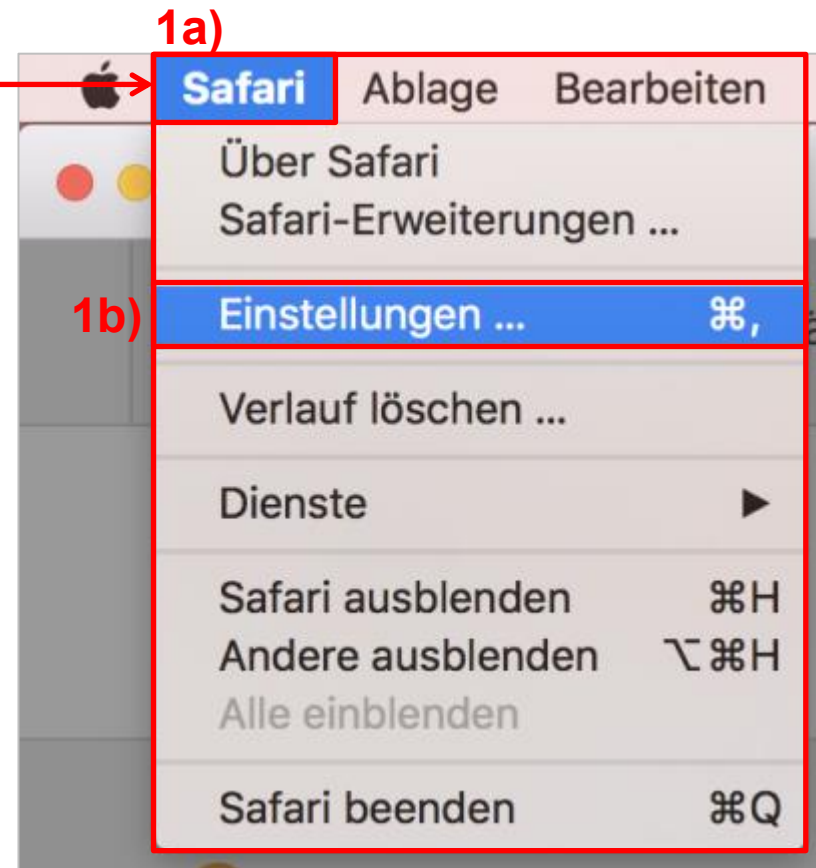 1a)
Safari Ablage Bearbeiten
Über Safari
Safari-Erweiterungen ...
1b) Einstellungen ... ⌘,
Verlauf löschen ...
Dienste ▶
Safari ausblenden ⌘H
Andere ausblenden ⌥⌘H
Alle einblenden
Safari beenden ⌘Q